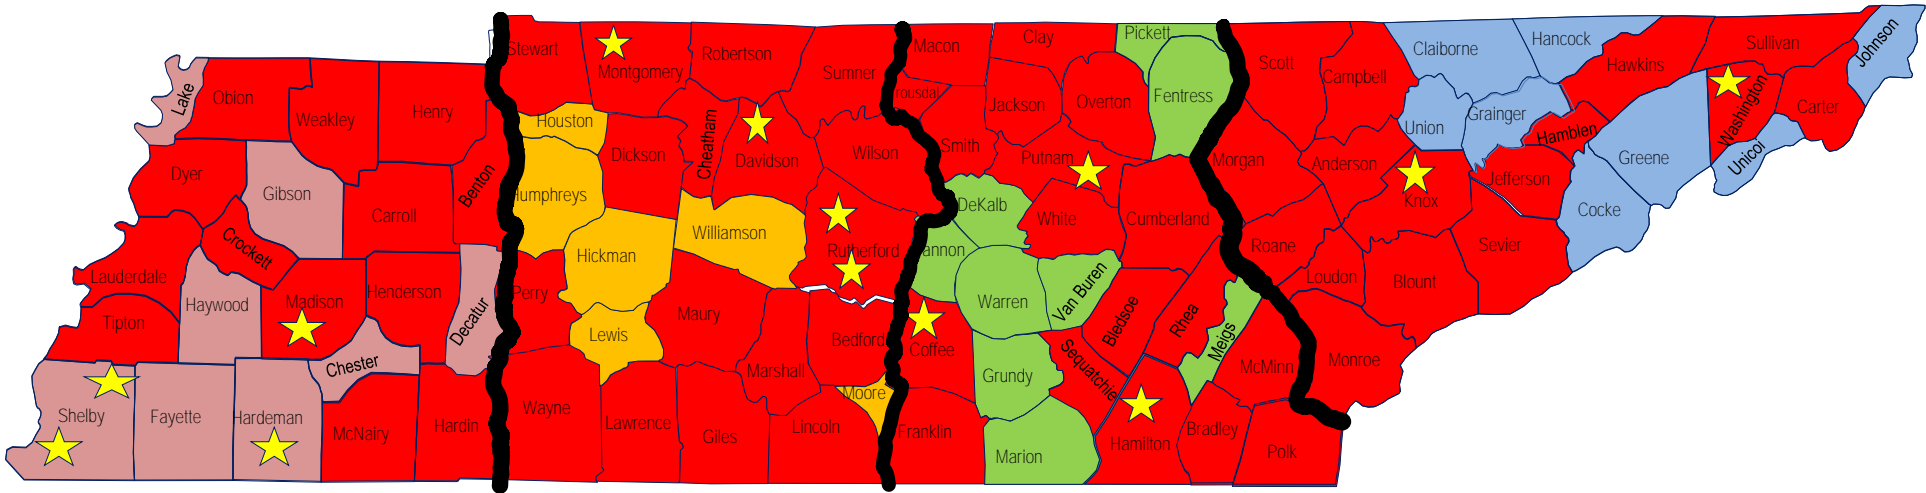 Stewart
Montgomery
Robertson
Sumner
Macon
Clay
Pickett
Scott
Campbell
Claiborne
Hancock
Hawkins
Sullivan
Johnson
Lake
Obion
Weakley
Henry
Houston
Dickson
Cheatham
Davidson
Wilson
rousdal
Smith
Jackson
Overton
Fentress
Morgan
Anderson
Union
Grainger
Hamblen
Washington
Carter
Greene
Unicoi
Dyer
Gibson
Carroll
Benton
umphreys
Williamson
Rutherford
DeKalb
Putnam
White
Cumberland
Roane
Knox
Jefferson
Cocke
Crockett
Lauderdale
Haywood
Madison
Henderson
Decatur
Perry
Hickman
Maury
annon
Warren
Van Buren
Bledsoe
Rhea
Meigs
Loudon
Blount
Sevier
Tipton
Chester
Lewis
Marshall
Bedford
Coffee
Grundy
Sequatchie
McMinn
Monroe
Shelby
Fayette
Hardeman
McNairy
Hardin
Wayne
Lawrence
Giles
Lincoln
Moore
Franklin
Marion
Hamilton
Bradley
Polk